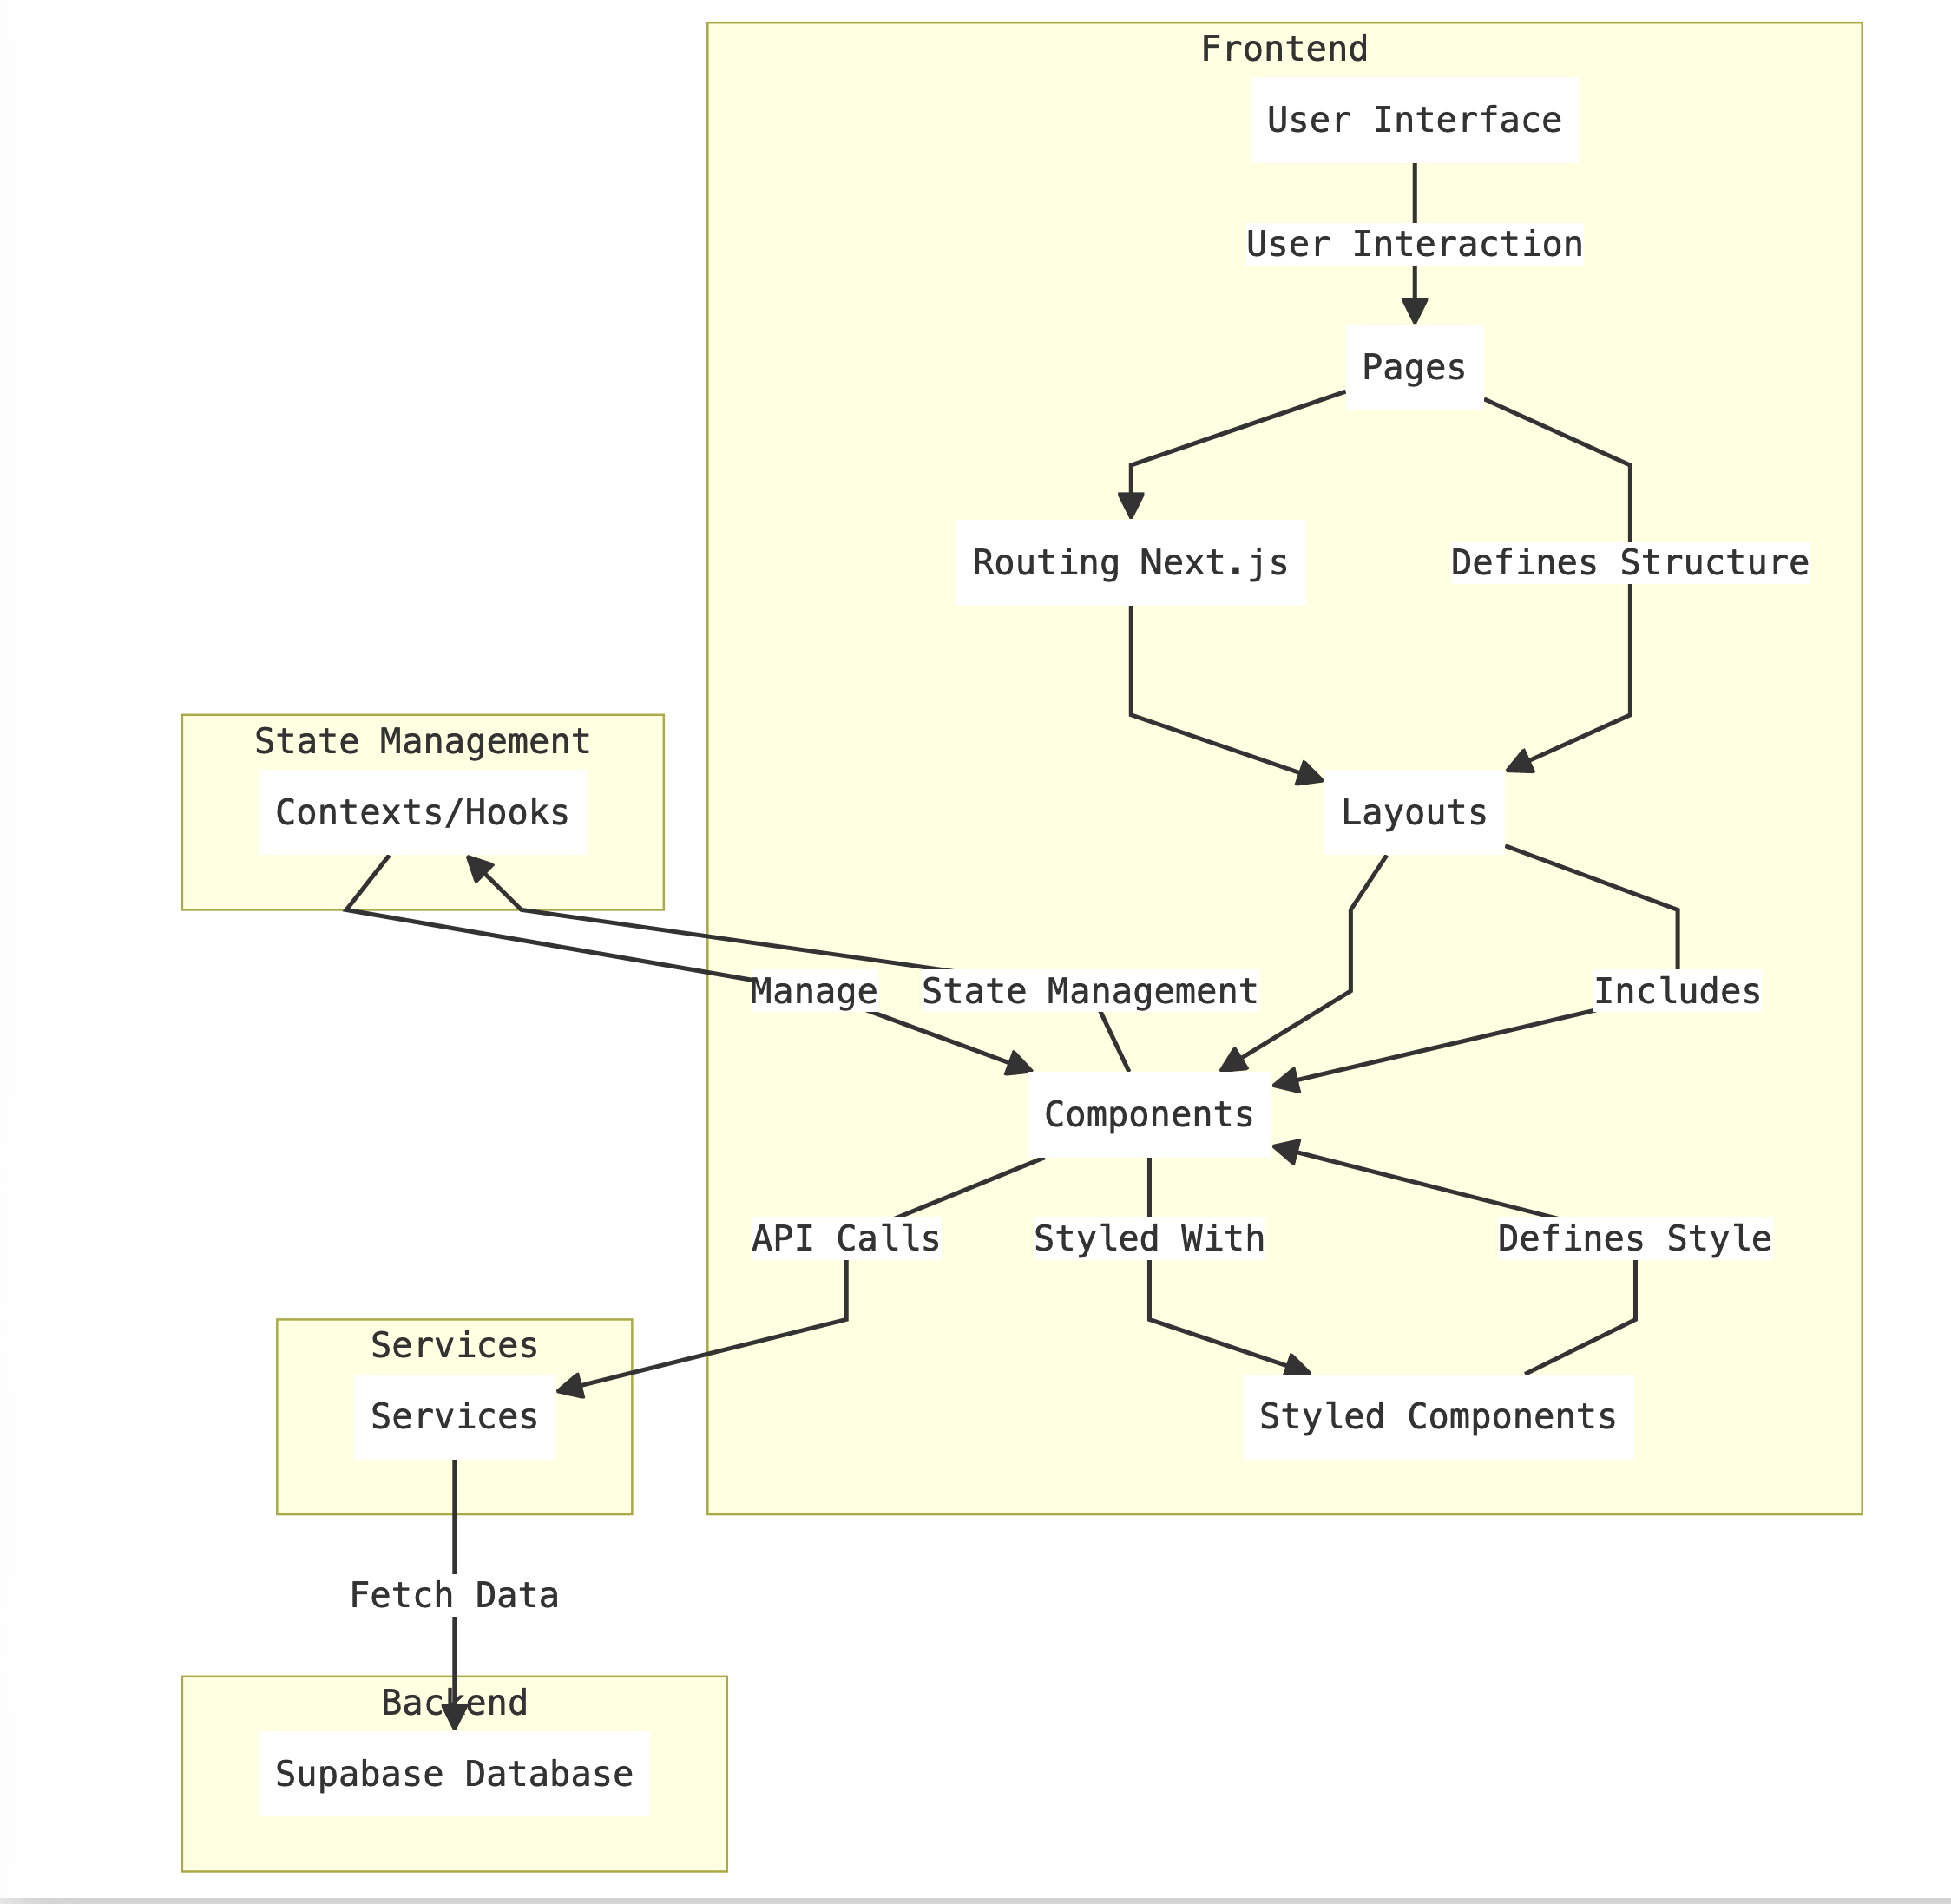 Frontend
User Interface
User Interaction
Pages
Routing Next.js
Defines Structure
State Management
Contexts/Hooks
Layouts
Manage
State Management
Includes
Components
API Calls
Styled With
Defines Style
Services
Services
Styled Components
Fetch Data
Backend
Supabase Database